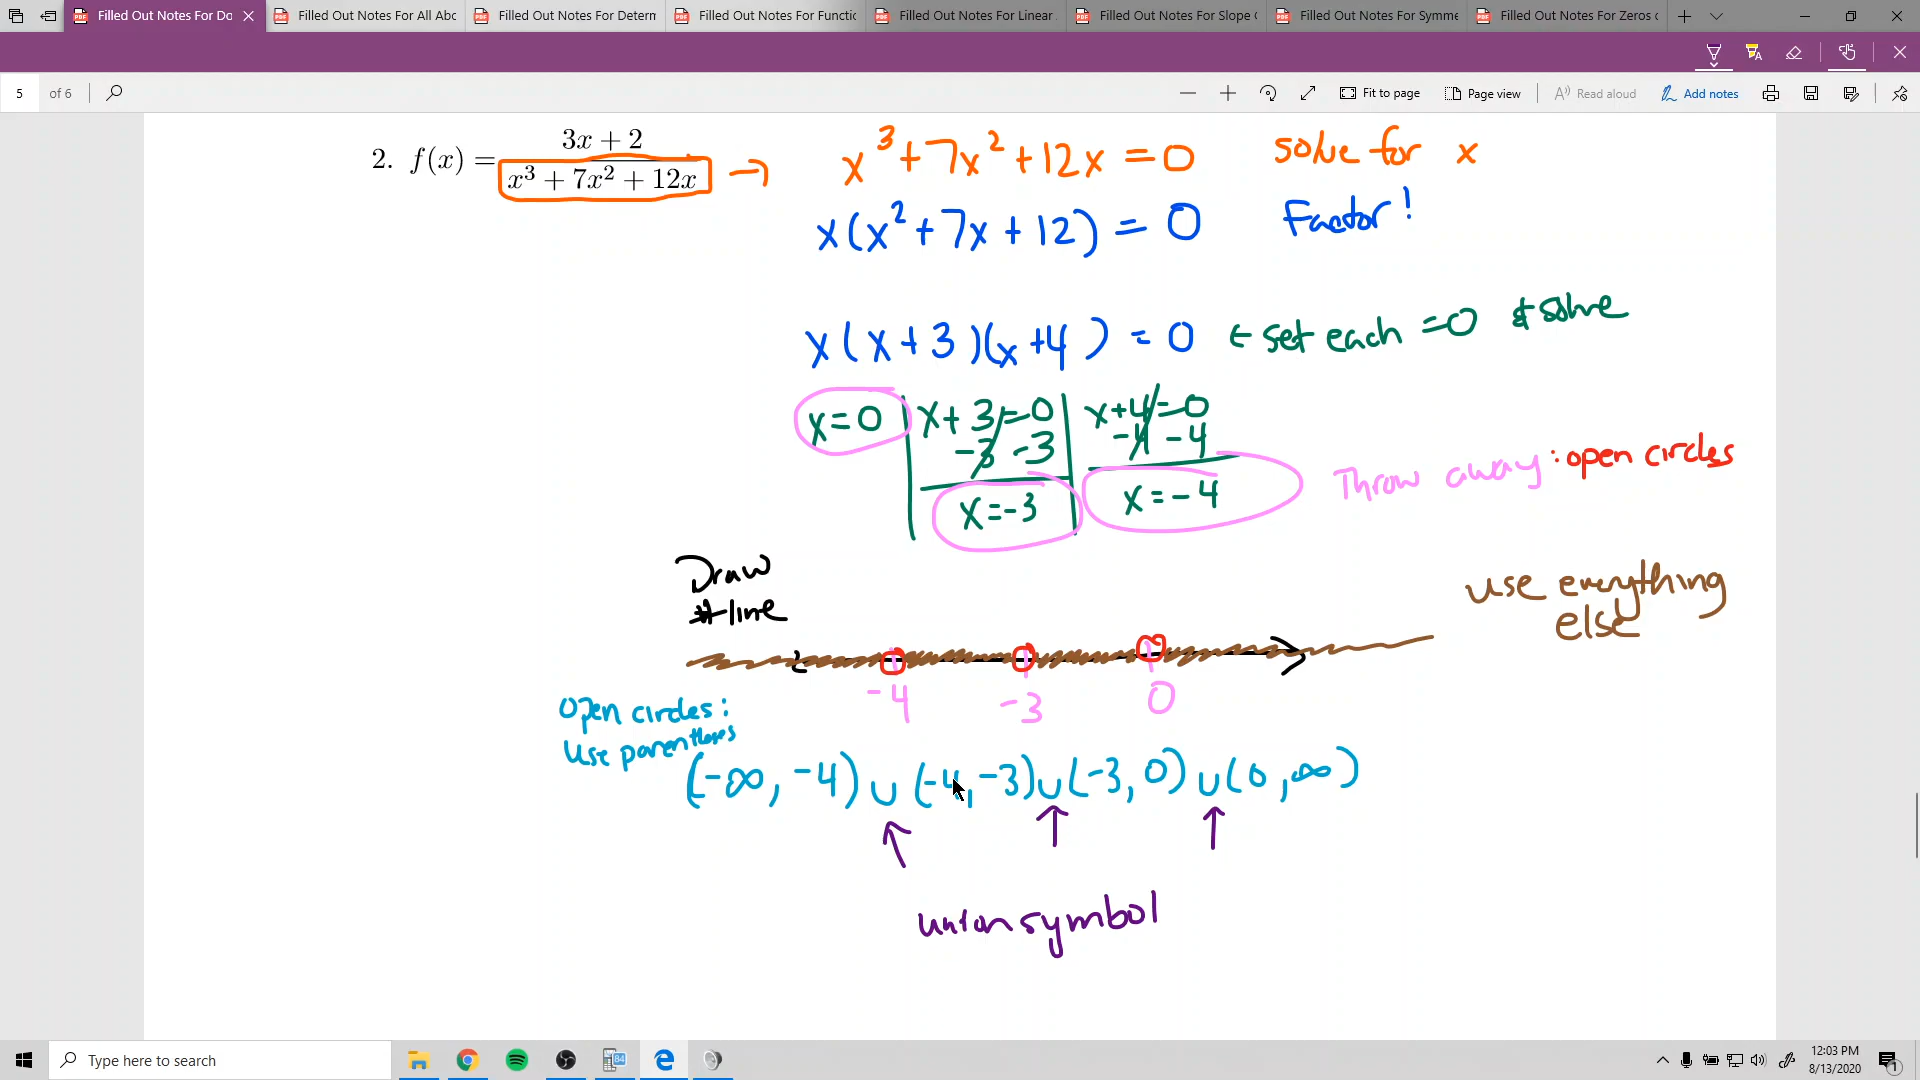 Filled Out Notes For Do
Filled Out Notes For All Abo
Filled Out Notes For Determ
Filled Out Notes For Functio
Filled Out Notes For Linear
Filled Out Notes For Slope
Filled Out Notes For Symme
Filled Out Notes For Zeros o
5 of 6
Fit to page
Page view
Read aloud
Add notes
2. f(x) = 3x + 2
x³ + 7x² + 12x
→ x³ + 7x² + 12x = 0 solve for x
x(x² + 7x + 12) = 0 Factor!
x(x + 3)(x + 4) = 0 ← set each = 0 & solve
x = 0 x + 3 = 0 x + 4 = 0
-3 -3 -4 -4
x = -3 x = -4
Throw away: open circles
Draw
# line
use everything
else
-4 -3 0
Open circles:
Use parentheses
(-∞, -4) ∪ (-4, -3) ∪ (-3, 0) ∪ (0, ∞)
union symbol
Type here to search
84
12:03 PM
8/13/2020
1